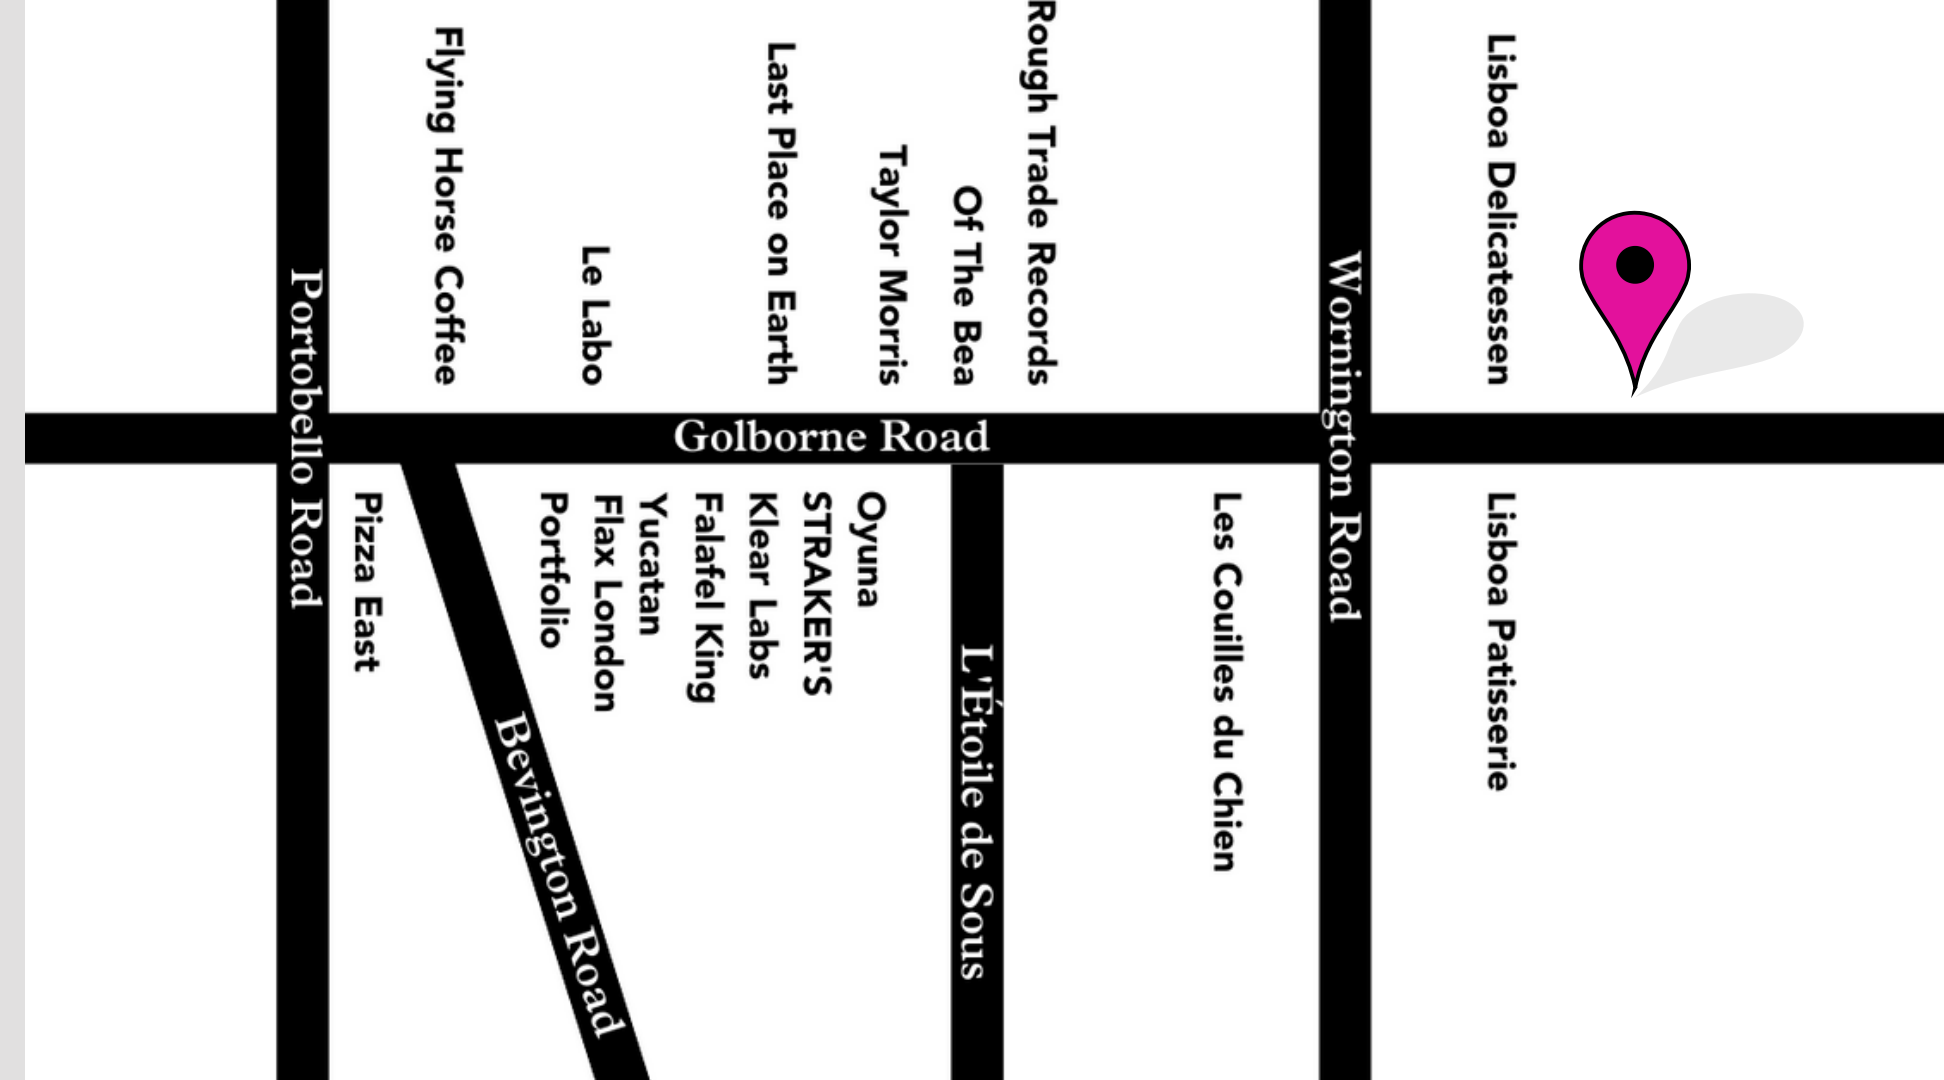 Flying Horse Coffee
Le Labo
Last Place on Earth
Taylor Morris
Of The Bea
Rough Trade Records
Lisboa Delicatessen
Portobello Road
Golborne Road
Wornington Road
Pizza East
Bevington Road
Portfolio
Flax London
Yucatan
Falafel King
Klear Labs
STRAKER'S
Oyuna
L'Étoile de Sous
Les Couilles du Chien
Lisboa Patisserie